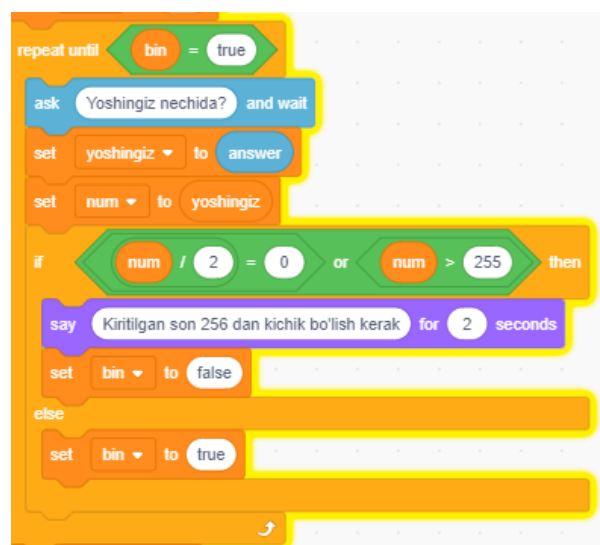 repeat until bin = true
ask Yoshingiz nechida? and wait
set yoshingiz to answer
set num to yoshingiz
if num / 2 = 0 or num > 255 then
say Kiritilgan son 256 dan kichik bo'lish kerak for 2 seconds
set bin to false
else
set bin to true